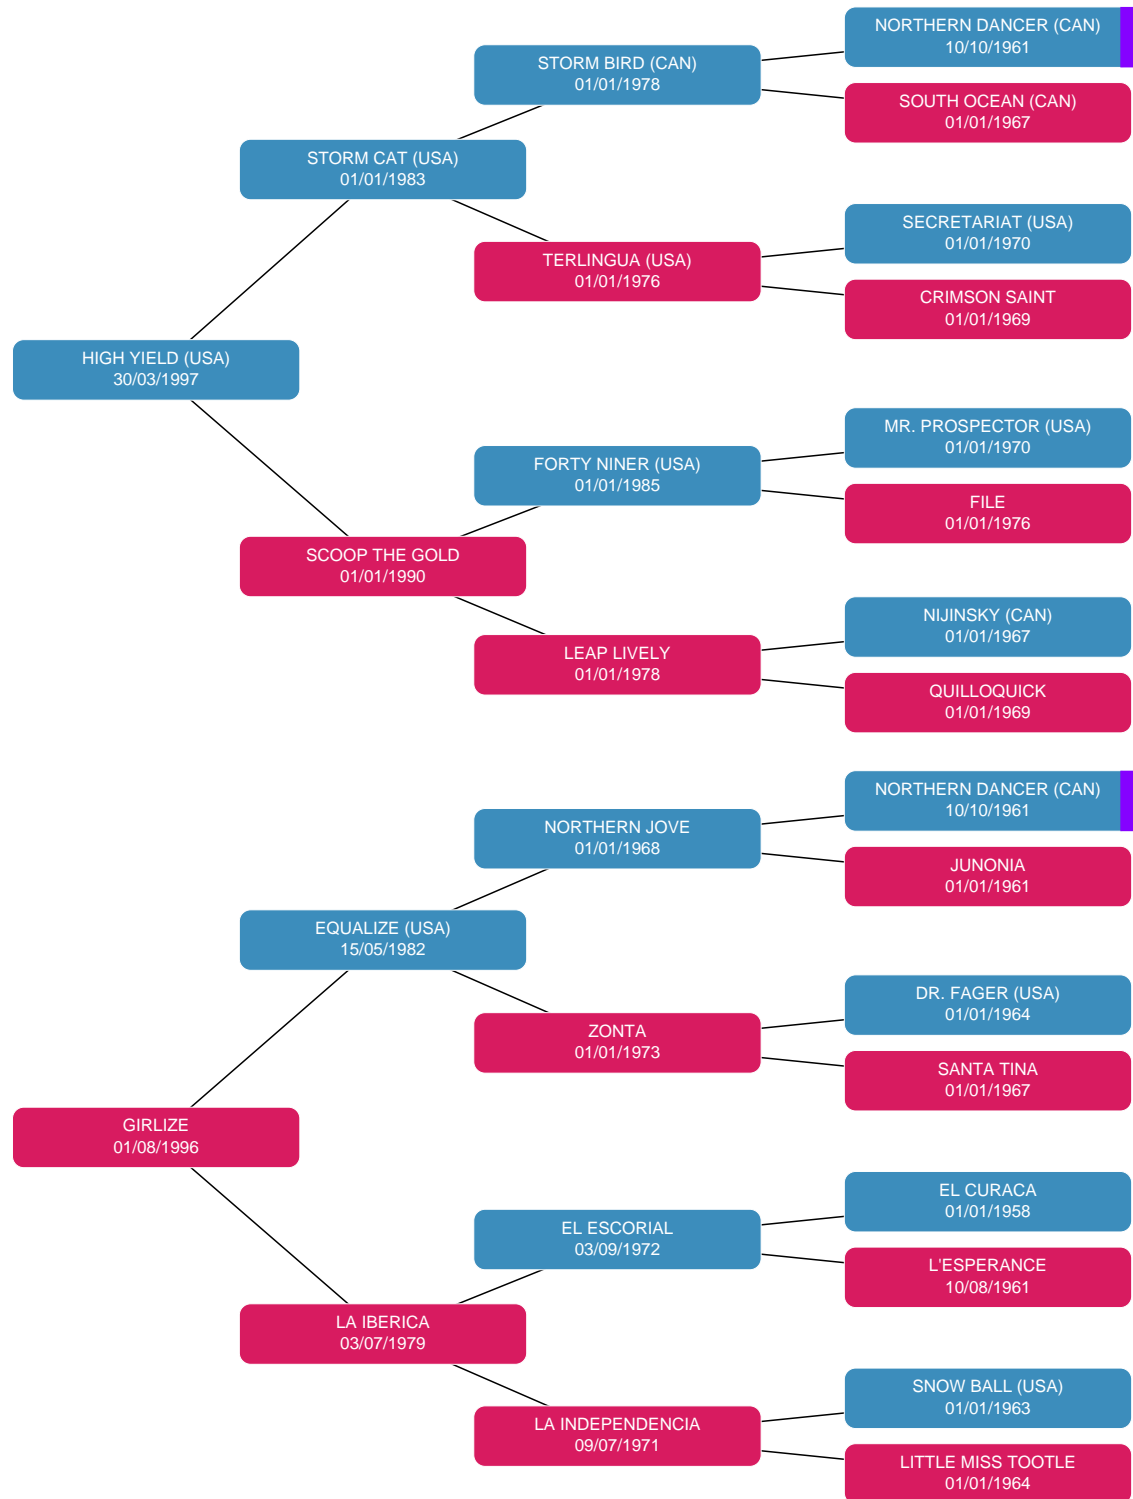 NORTHERN DANCER (CAN)
10/10/1961
STORM BIRD (CAN)
01/01/1978
SOUTH OCEAN (CAN)
01/01/1967
STORM CAT (USA)
01/01/1983
SECRETARIAT (USA)
01/01/1970
TERLINGUA (USA)
01/01/1976
CRIMSON SAINT
01/01/1969
HIGH YIELD (USA)
30/03/1997
MR. PROSPECTOR (USA)
01/01/1970
FORTY NINER (USA)
01/01/1985
FILE
01/01/1976
SCOOP THE GOLD
01/01/1990
NIJINSKY (CAN)
01/01/1967
LEAP LIVELY
01/01/1978
QUILLOQUICK
01/01/1969
NORTHERN DANCER (CAN)
10/10/1961
NORTHERN JOVE
01/01/1968
JUNONIA
01/01/1961
EQUALIZE (USA)
15/05/1982
DR. FAGER (USA)
01/01/1964
ZONTA
01/01/1973
SANTA TINA
01/01/1967
GIRLIZE
01/08/1996
EL CURACA
01/01/1958
EL ESCORIAL
03/09/1972
L'ESPERANCE
10/08/1961
LA IBERICA
03/07/1979
SNOW BALL (USA)
01/01/1963
LA INDEPENDENCIA
09/07/1971
LITTLE MISS TOOTLE
01/01/1964